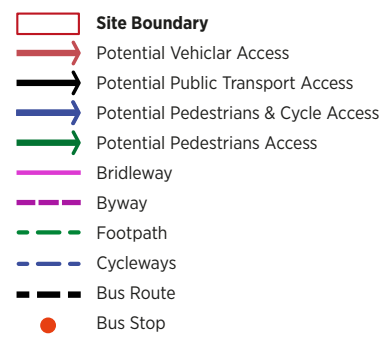 Site Boundary
Potential Vehiclar Access
Potential Public Transport Access
Potential Pedestrians & Cycle Access
Potential Pedestrians Access
Bridleway
Byway
Footpath
Cycleways
Bus Route
Bus Stop